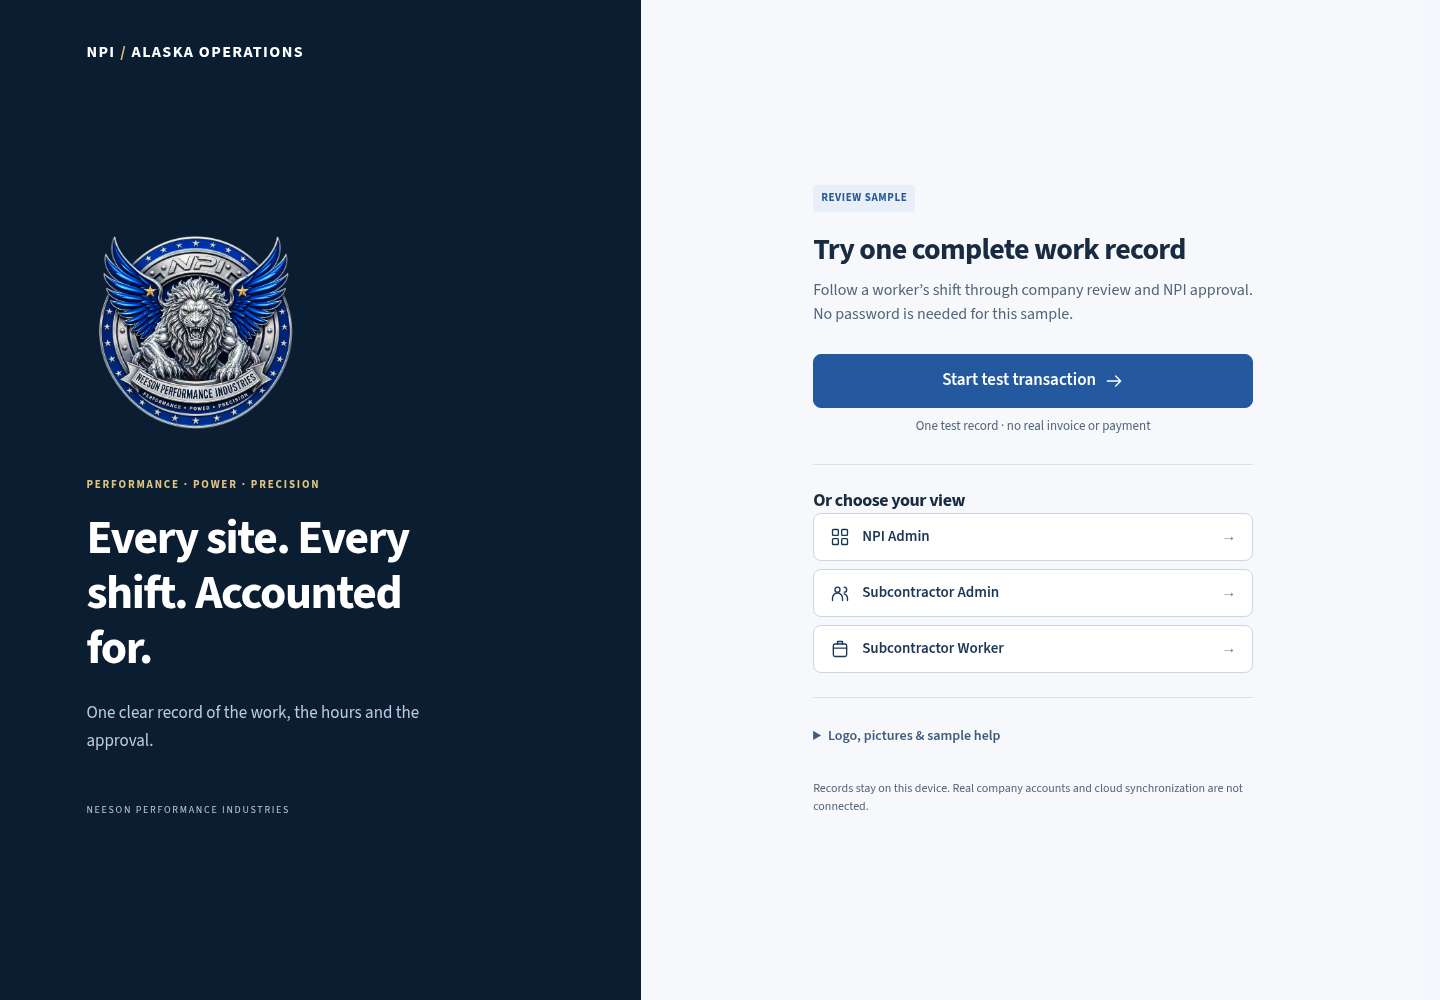 NPI / ALASKA OPERATIONS
NPI
NEESON PERFORMANCE INDUSTRIES
PERFORMANCE • POWER • PRECISION
PERFORMANCE · POWER · PRECISION
Every site. Every
shift. Accounted
for.
One clear record of the work, the hours and the
approval.
NEESON PERFORMANCE INDUSTRIES
REVIEW SAMPLE
Try one complete work record
Follow a worker’s shift through company review and NPI approval.
No password is needed for this sample.
Start test transaction →
One test record · no real invoice or payment
Or choose your view
NPI Admin →
Subcontractor Admin →
Subcontractor Worker →
Logo, pictures & sample help
Records stay on this device. Real company accounts and cloud synchronization are not
connected.